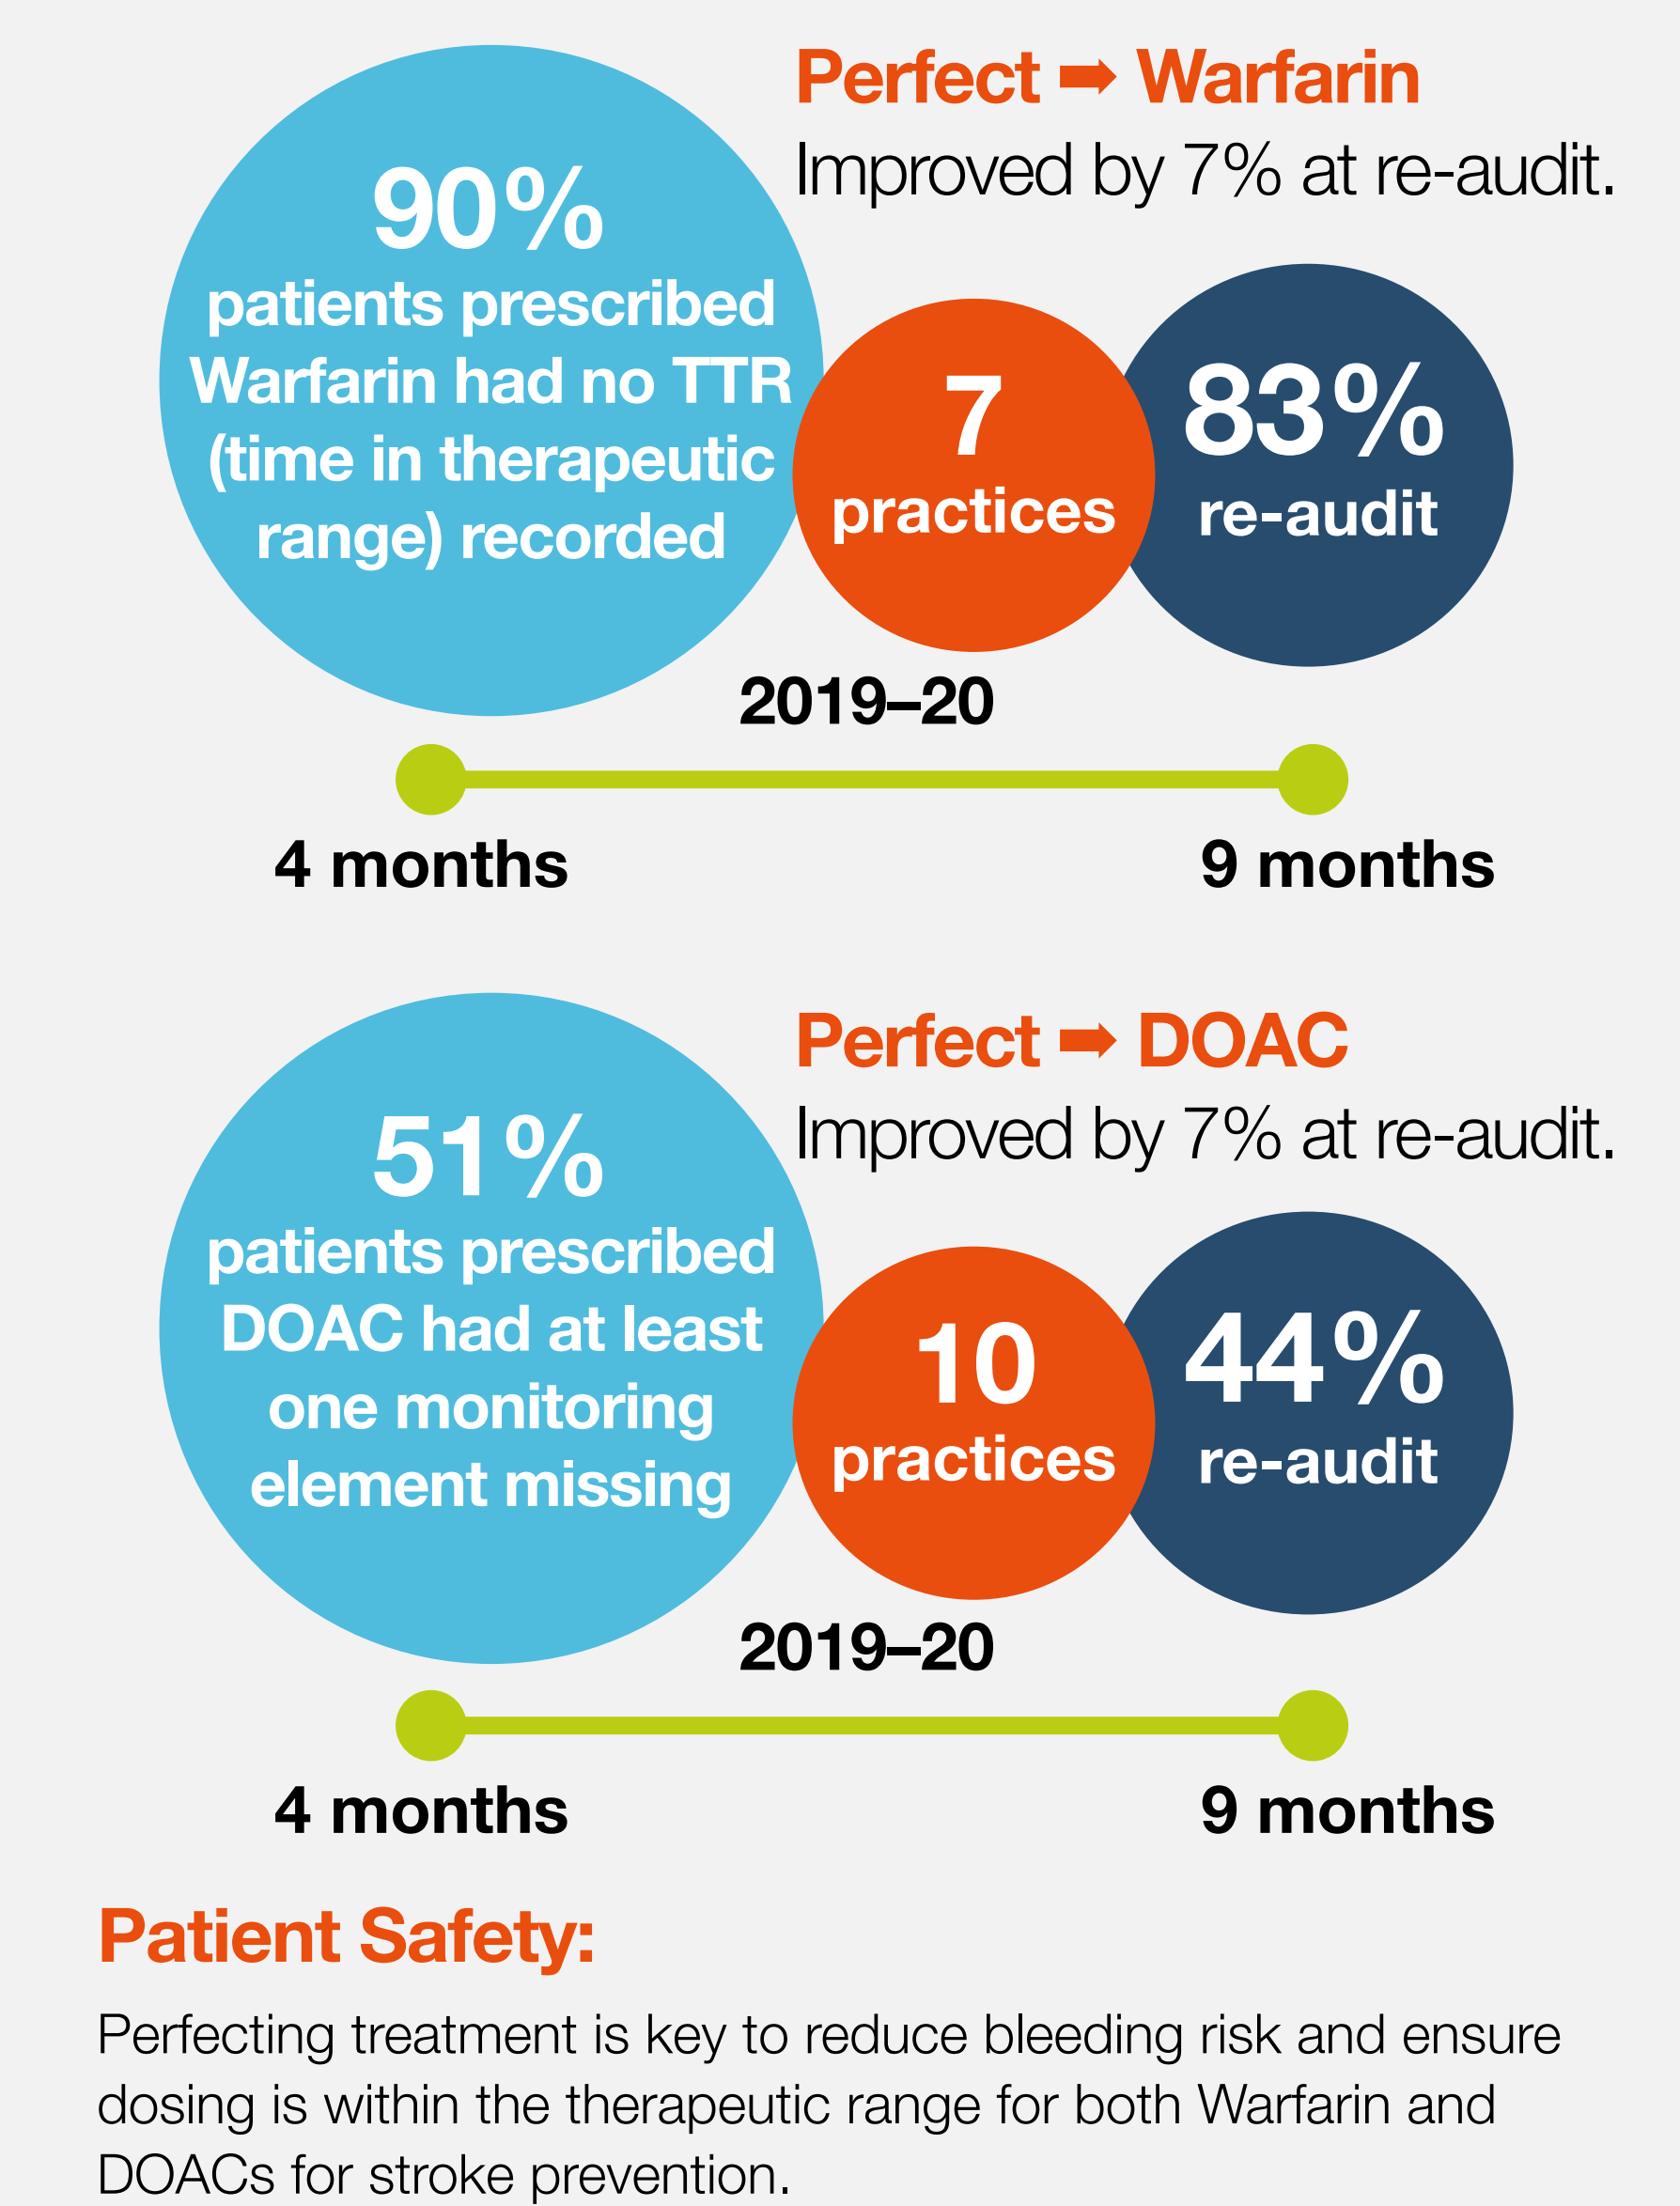 Perfect ➡ Warfarin
Improved by 7% at re-audit.
90%
patients prescribed
Warfarin had no TTR
(time in therapeutic
range) recorded
7
practices
83%
re-audit
2019–20
4 months
9 months
Perfect ➡ DOAC
Improved by 7% at re-audit.
51%
patients prescribed
DOAC had at least
one monitoring
element missing
10
practices
44%
re-audit
2019–20
4 months
9 months
Patient Safety:
Perfecting treatment is key to reduce bleeding risk and ensure
dosing is within the therapeutic range for both Warfarin and
DOACs for stroke prevention.